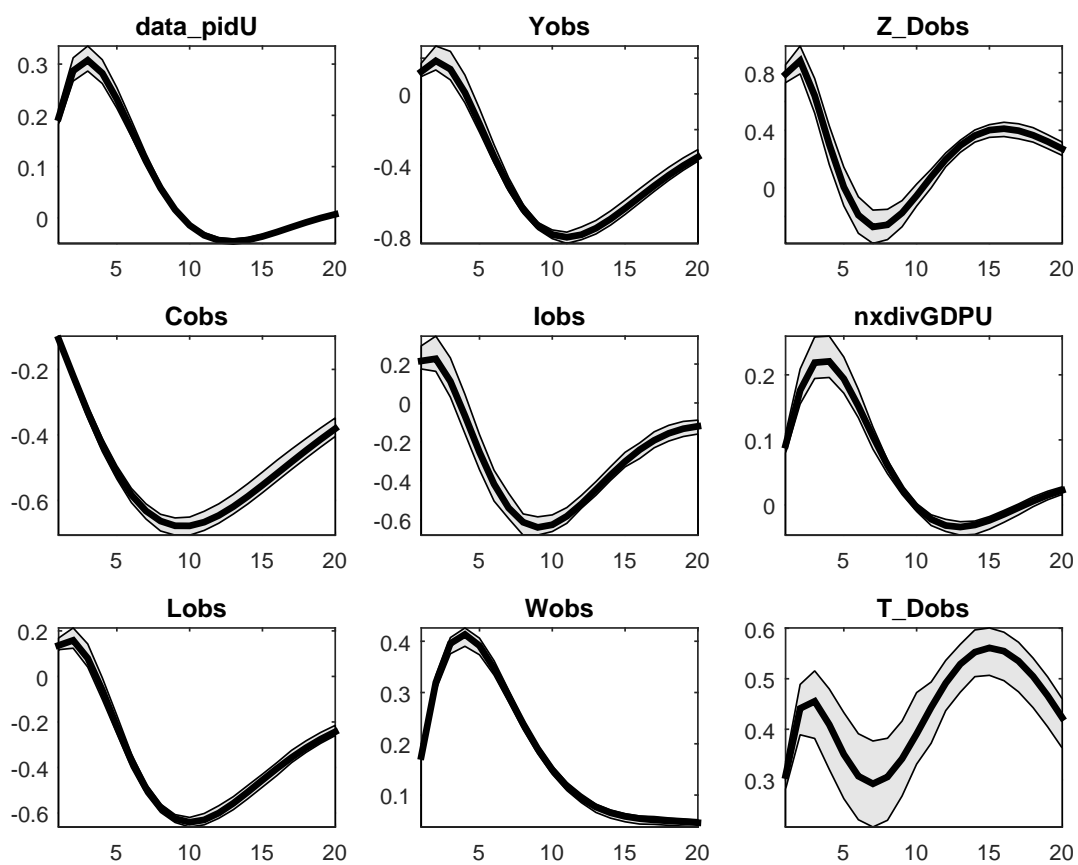 data_pidU Yobs Z_Dobs
0.3 0.2 0.1 0
0 -0.4 -0.8
0.8 0.4 0
5 10 15 20 5 10 15 20 5 10 15 20
Cobs Iobs nxdivGDPU
-0.2 -0.4 -0.6
0.2 0 -0.2 -0.4 -0.6
0.2 0.1 0
5 10 15 20 5 10 15 20 5 10 15 20
Lobs Wobs T_Dobs
0.2 0 -0.2 -0.4 -0.6
0.4 0.3 0.2 0.1
0.6 0.5 0.4 0.3
5 10 15 20 5 10 15 20 5 10 15 20